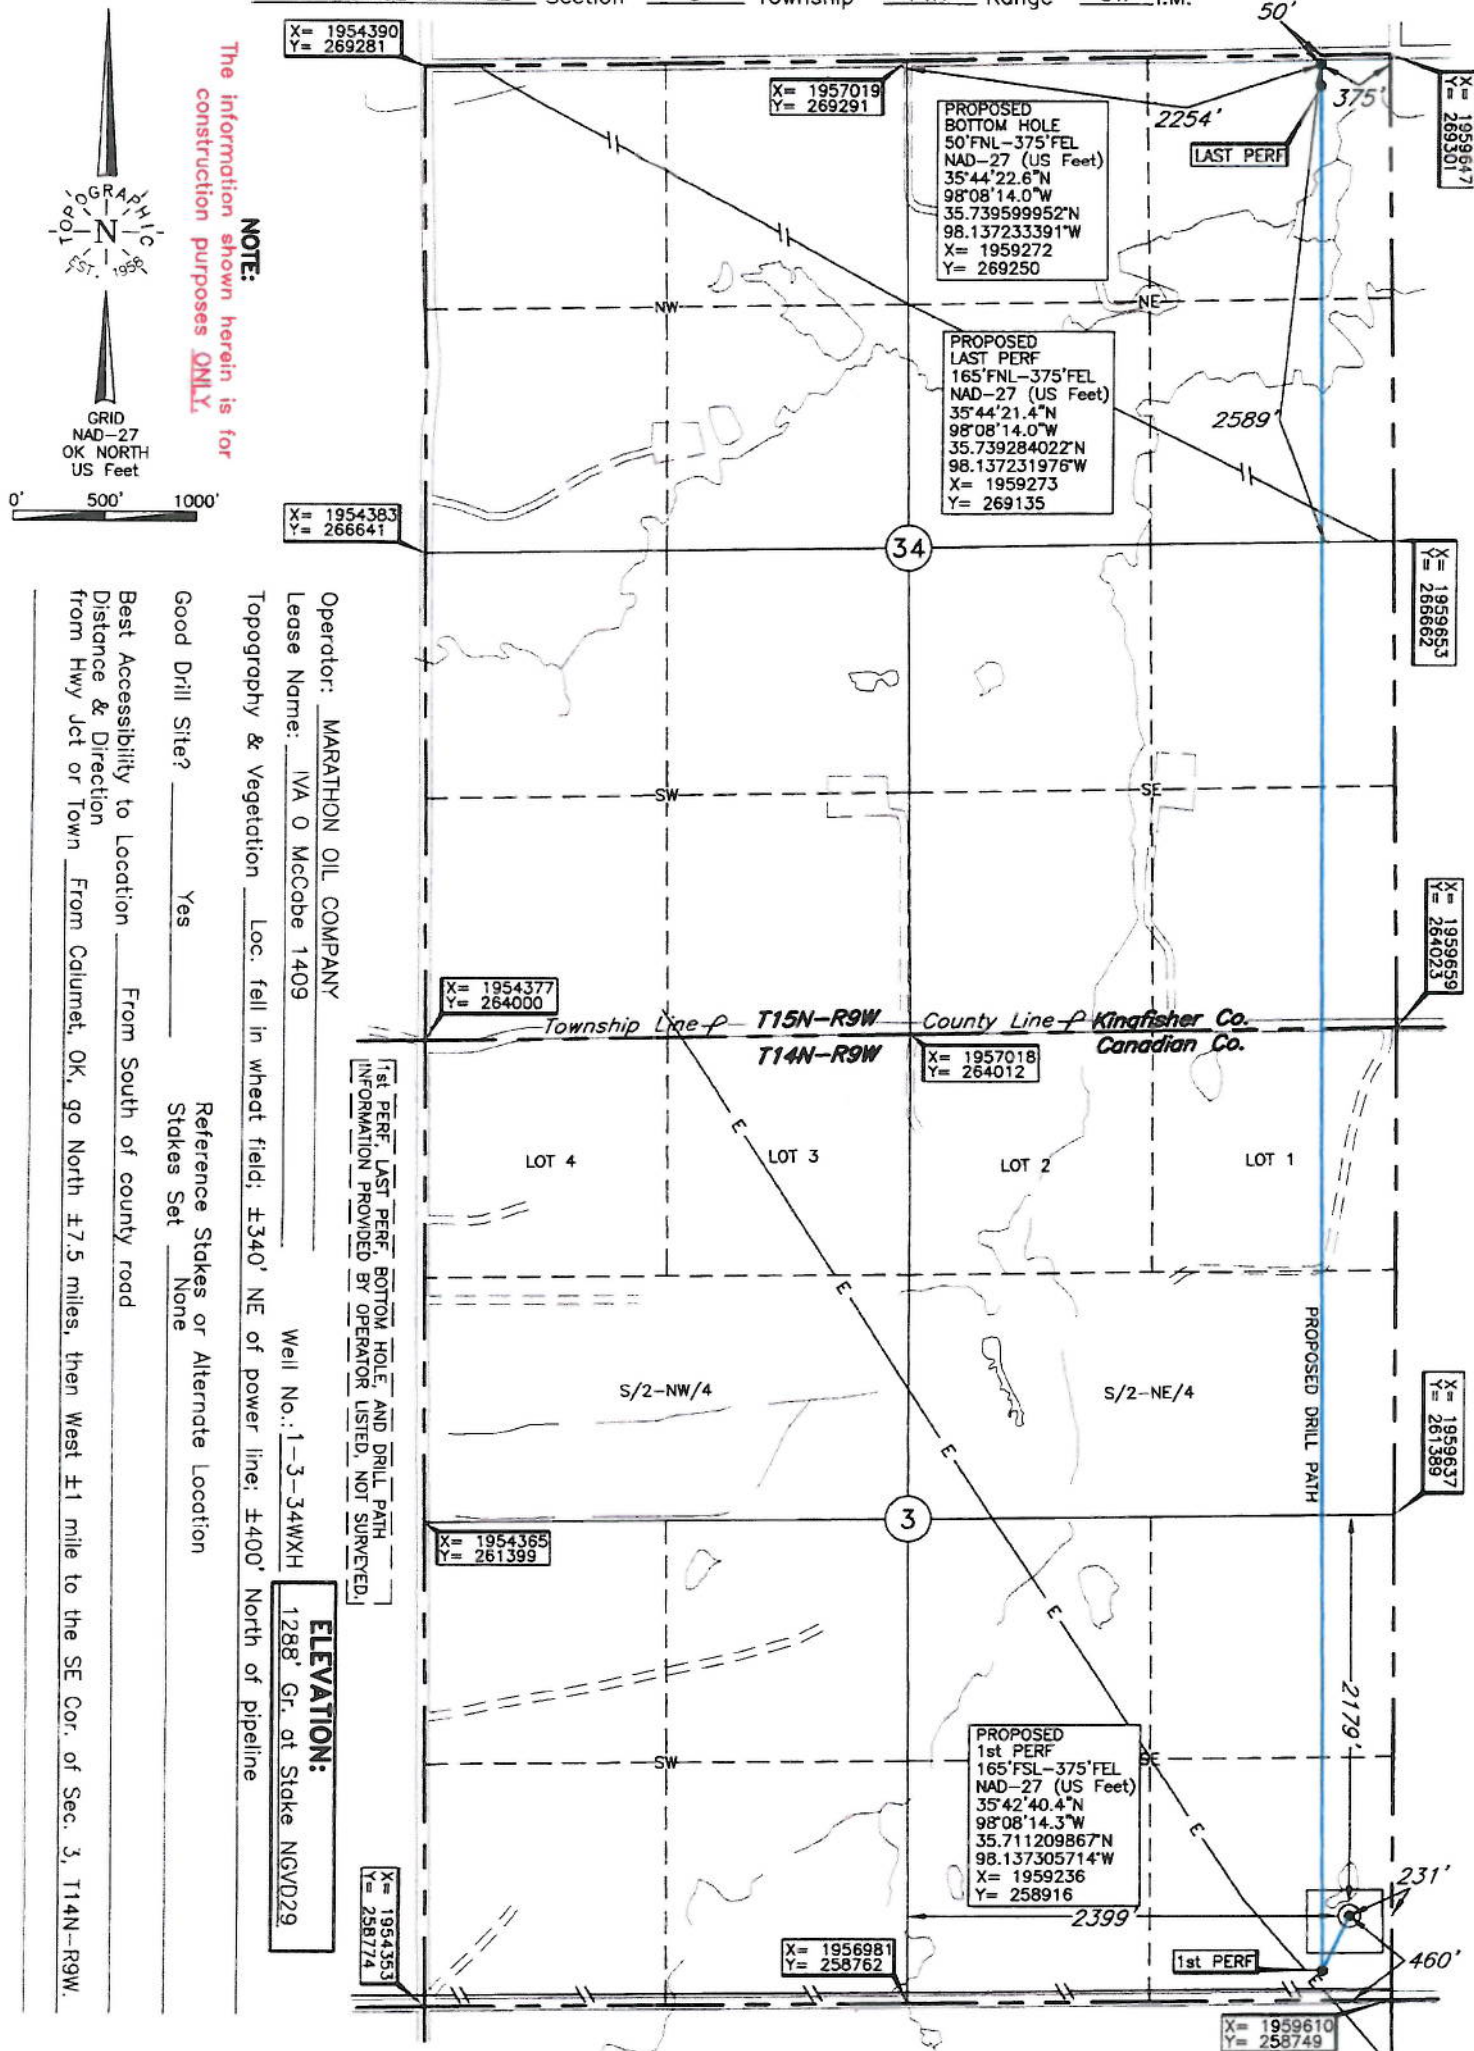 Section
Township
Range
I.M.
50'
X= 1954390
Y= 269281
X= 1957019
Y= 269291
X= 1959647
Y= 269301
375'
2254'
LAST PERF
PROPOSED
BOTTOM HOLE
50'FNL-375'FEL
NAD-27 (US Feet)
35°44'22.6"N
98°08'14.0"W
35.739599952°N
98.137233391°W
X= 1959272
Y= 269250
NOTE:
The information shown herein is for
construction purposes ONLY.
TOPOGRAPHIC
N
EST. 1958
GRID
NAD-27
OK NORTH
US Feet
0' 500' 1000'
NW
NE
PROPOSED
LAST PERF
165'FNL-375'FEL
NAD-27 (US Feet)
35°44'21.4"N
98°08'14.0"W
35.739284022°N
98.137231976°W
X= 1959273
Y= 269135
2589'
X= 1954383
Y= 266641
34
X= 1959653
Y= 266662
SW
SE
X= 1954377
Y= 264000
X= 1959659
Y= 264023
Township Line
T15N-R9W
County Line
Kingfisher Co.
T14N-R9W
Canadian Co.
X= 1957018
Y= 264012
LOT 4
LOT 3
LOT 2
LOT 1
E
E
S/2-NW/4
S/2-NE/4
PROPOSED DRILL PATH
X= 1959637
Y= 261389
E
3
X= 1954365
Y= 261399
E
2179'
SW
SE
PROPOSED
1st PERF
165'FSL-375'FEL
NAD-27 (US Feet)
35°42'40.4"N
98°08'14.3"W
35.711209867°N
98.137305714°W
X= 1959236
Y= 258916
E
231'
2399'
460'
1st PERF
E
X= 1954353
Y= 258774
X= 1956981
Y= 258762
X= 1959610
Y= 258749
1st PERF, LAST PERF, BOTTOM HOLE, AND DRILL PATH
INFORMATION PROVIDED BY OPERATOR LISTED, NOT SURVEYED.
Operator: MARATHON OIL COMPANY
Lease Name: IVA O McCabe 1409 Well No.: 1-3-34WXH
ELEVATION:
1288' Gr. at Stake NGVD29
Topography & Vegetation Loc. fell in wheat field; ±340' NE of power line; ±400' North of pipeline
Good Drill Site? Yes
Reference Stakes or Alternate Location
Stakes Set None
Best Accessibility to Location From South of county road
Distance & Direction
from Hwy Jct or Town From Calumet, OK, go North ±7.5 miles, then West ±1 mile to the SE Cor. of Sec. 3, T14N-R9W.